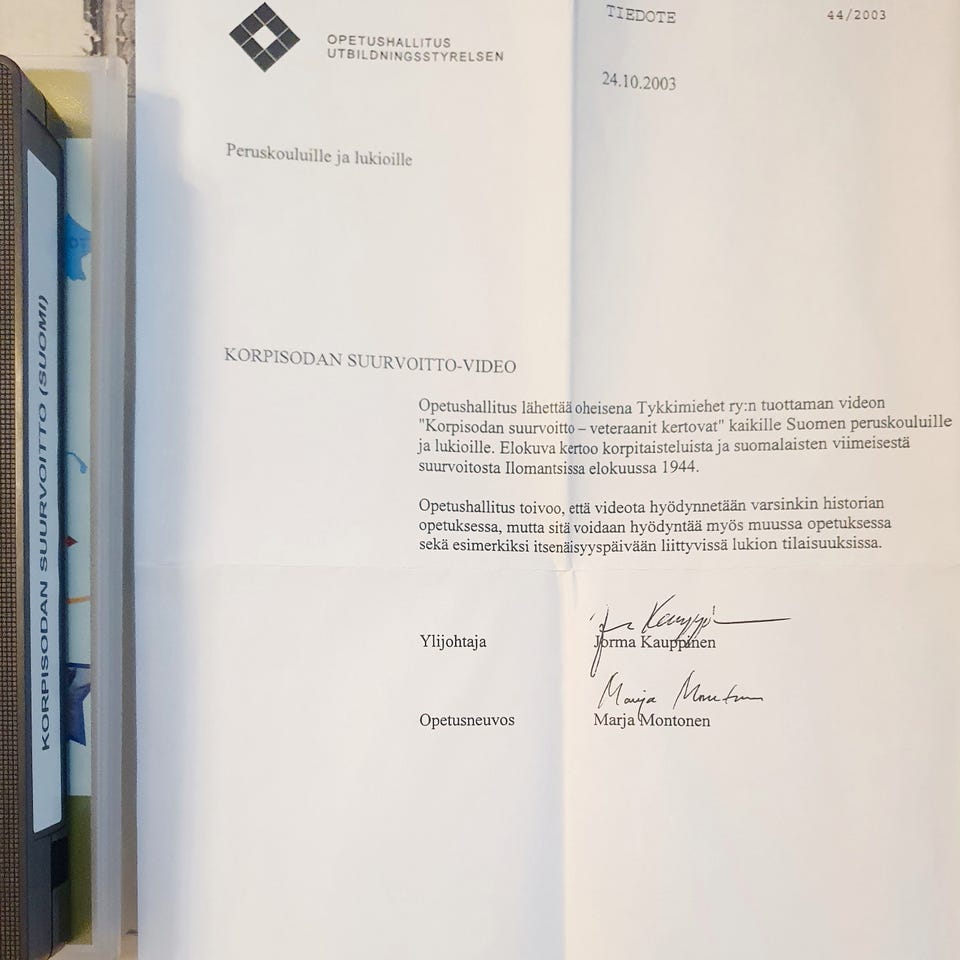 OPETUSHALLITUS
UTBILDNINGSSTYRELSEN
TIEDOTE 44/2003
24.10.2003
Peruskouluille ja lukioille
KORPISODAN SUURVOITTO-VIDEO
Opetushallitus lähettää oheisena Tykkimiehet ry:n tuottaman videon
"Korpisodan suurvoitto – veteraanit kertovat" kaikille Suomen peruskouluille
ja lukioille. Elokuva kertoo korpitaisteluista ja suomalaisten viimeisestä
suurvoitosta Ilomantsissa elokuussa 1944.
Opetushallitus toivoo, että videota hyödynnetään varsinkin historian
opetuksessa, mutta sitä voidaan hyödyntää myös muussa opetuksessa
sekä esimerkiksi itsenäisyyspäivään liittyvissä lukion tilaisuuksissa.
Ylijohtaja Jorma Kauppinen
Marja Montonen
Opetusneuvos Marja Montonen
KORPISODAN SUURVOITTO (SUOMI)